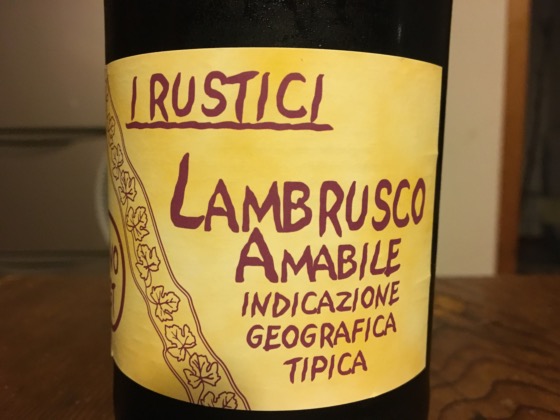 I RUSTICI
LAMBRUSCO
AMABILE
INDICAZIONE
GEOGRAFICA
TIPICA